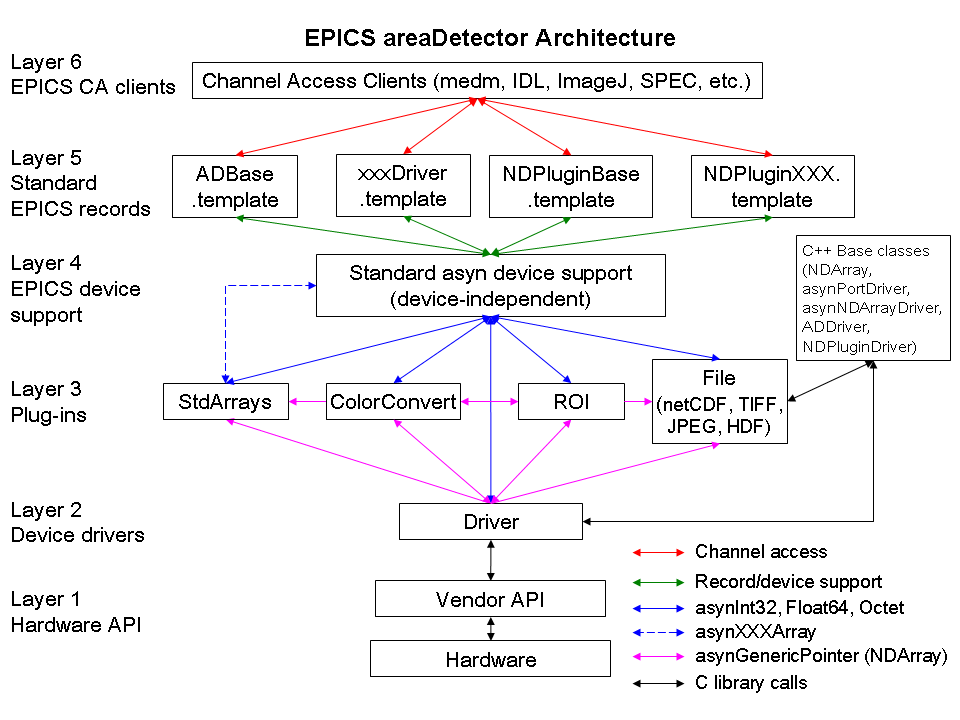 EPICS areaDetector Architecture
Layer 6
EPICS CA clients
Channel Access Clients (medm, IDL, ImageJ, SPEC, etc.)
Layer 5
Standard
EPICS records
ADBase
.template
xxxDriver
.template
NDPluginBase
.template
NDPluginXXX.
template
Layer 4
EPICS device
support
Standard asyn device support
(device-independent)
C++ Base classes
(NDArray,
asynPortDriver,
asynNDArrayDriver,
ADDriver,
NDPluginDriver)
Layer 3
Plug-ins
StdArrays
ColorConvert
ROI
File
(netCDF, TIFF,
JPEG, HDF)
Layer 2
Device drivers
Driver
Layer 1
Hardware API
Vendor API
Hardware
Channel access
Record/device support
asynInt32, Float64, Octet
asynXXXArray
asynGenericPointer (NDArray)
C library calls